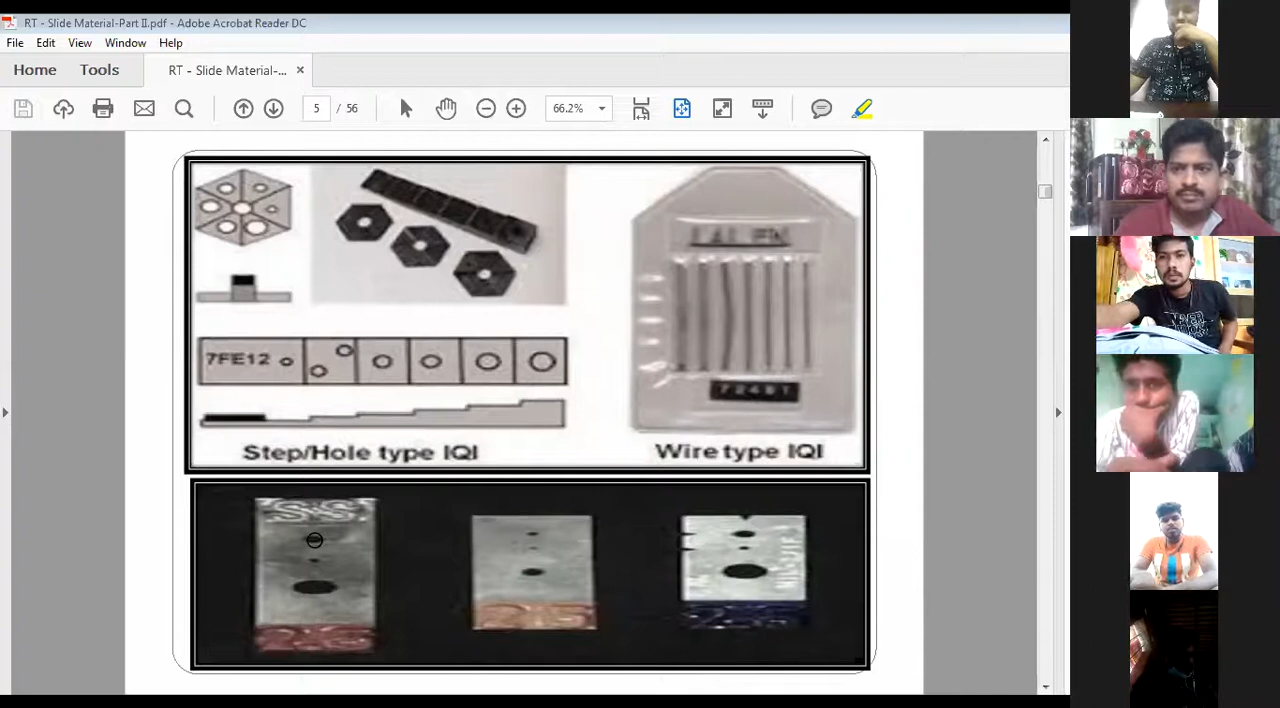 RT - Slide Material-Part II.pdf - Adobe Acrobat Reader DC
File Edit View Window Help
Home Tools RT - Slide Material-... ×
5 / 56 66.2%
7FE12
Step/Hole type IQI
Wire type IQI